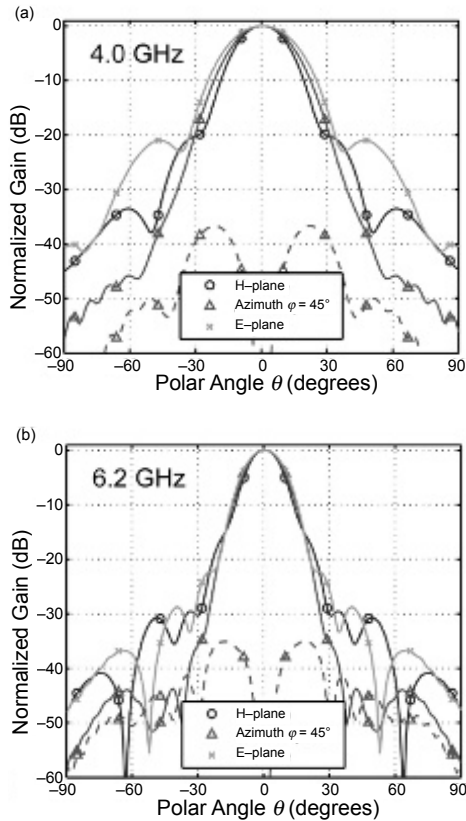 (a)
4.0 GHz
Normalized Gain (dB)
0
–10
–20
–30
–40
–50
–60
H–plane
Azimuth φ = 45°
E–plane
–90
–60
–30
0
30
60
90
Polar Angle θ (degrees)
(b)
6.2 GHz
Normalized Gain (dB)
0
–10
–20
–30
–40
–50
–60
H–plane
Azimuth φ = 45°
E–plane
–90
–60
–30
0
30
60
90
Polar Angle θ (degrees)